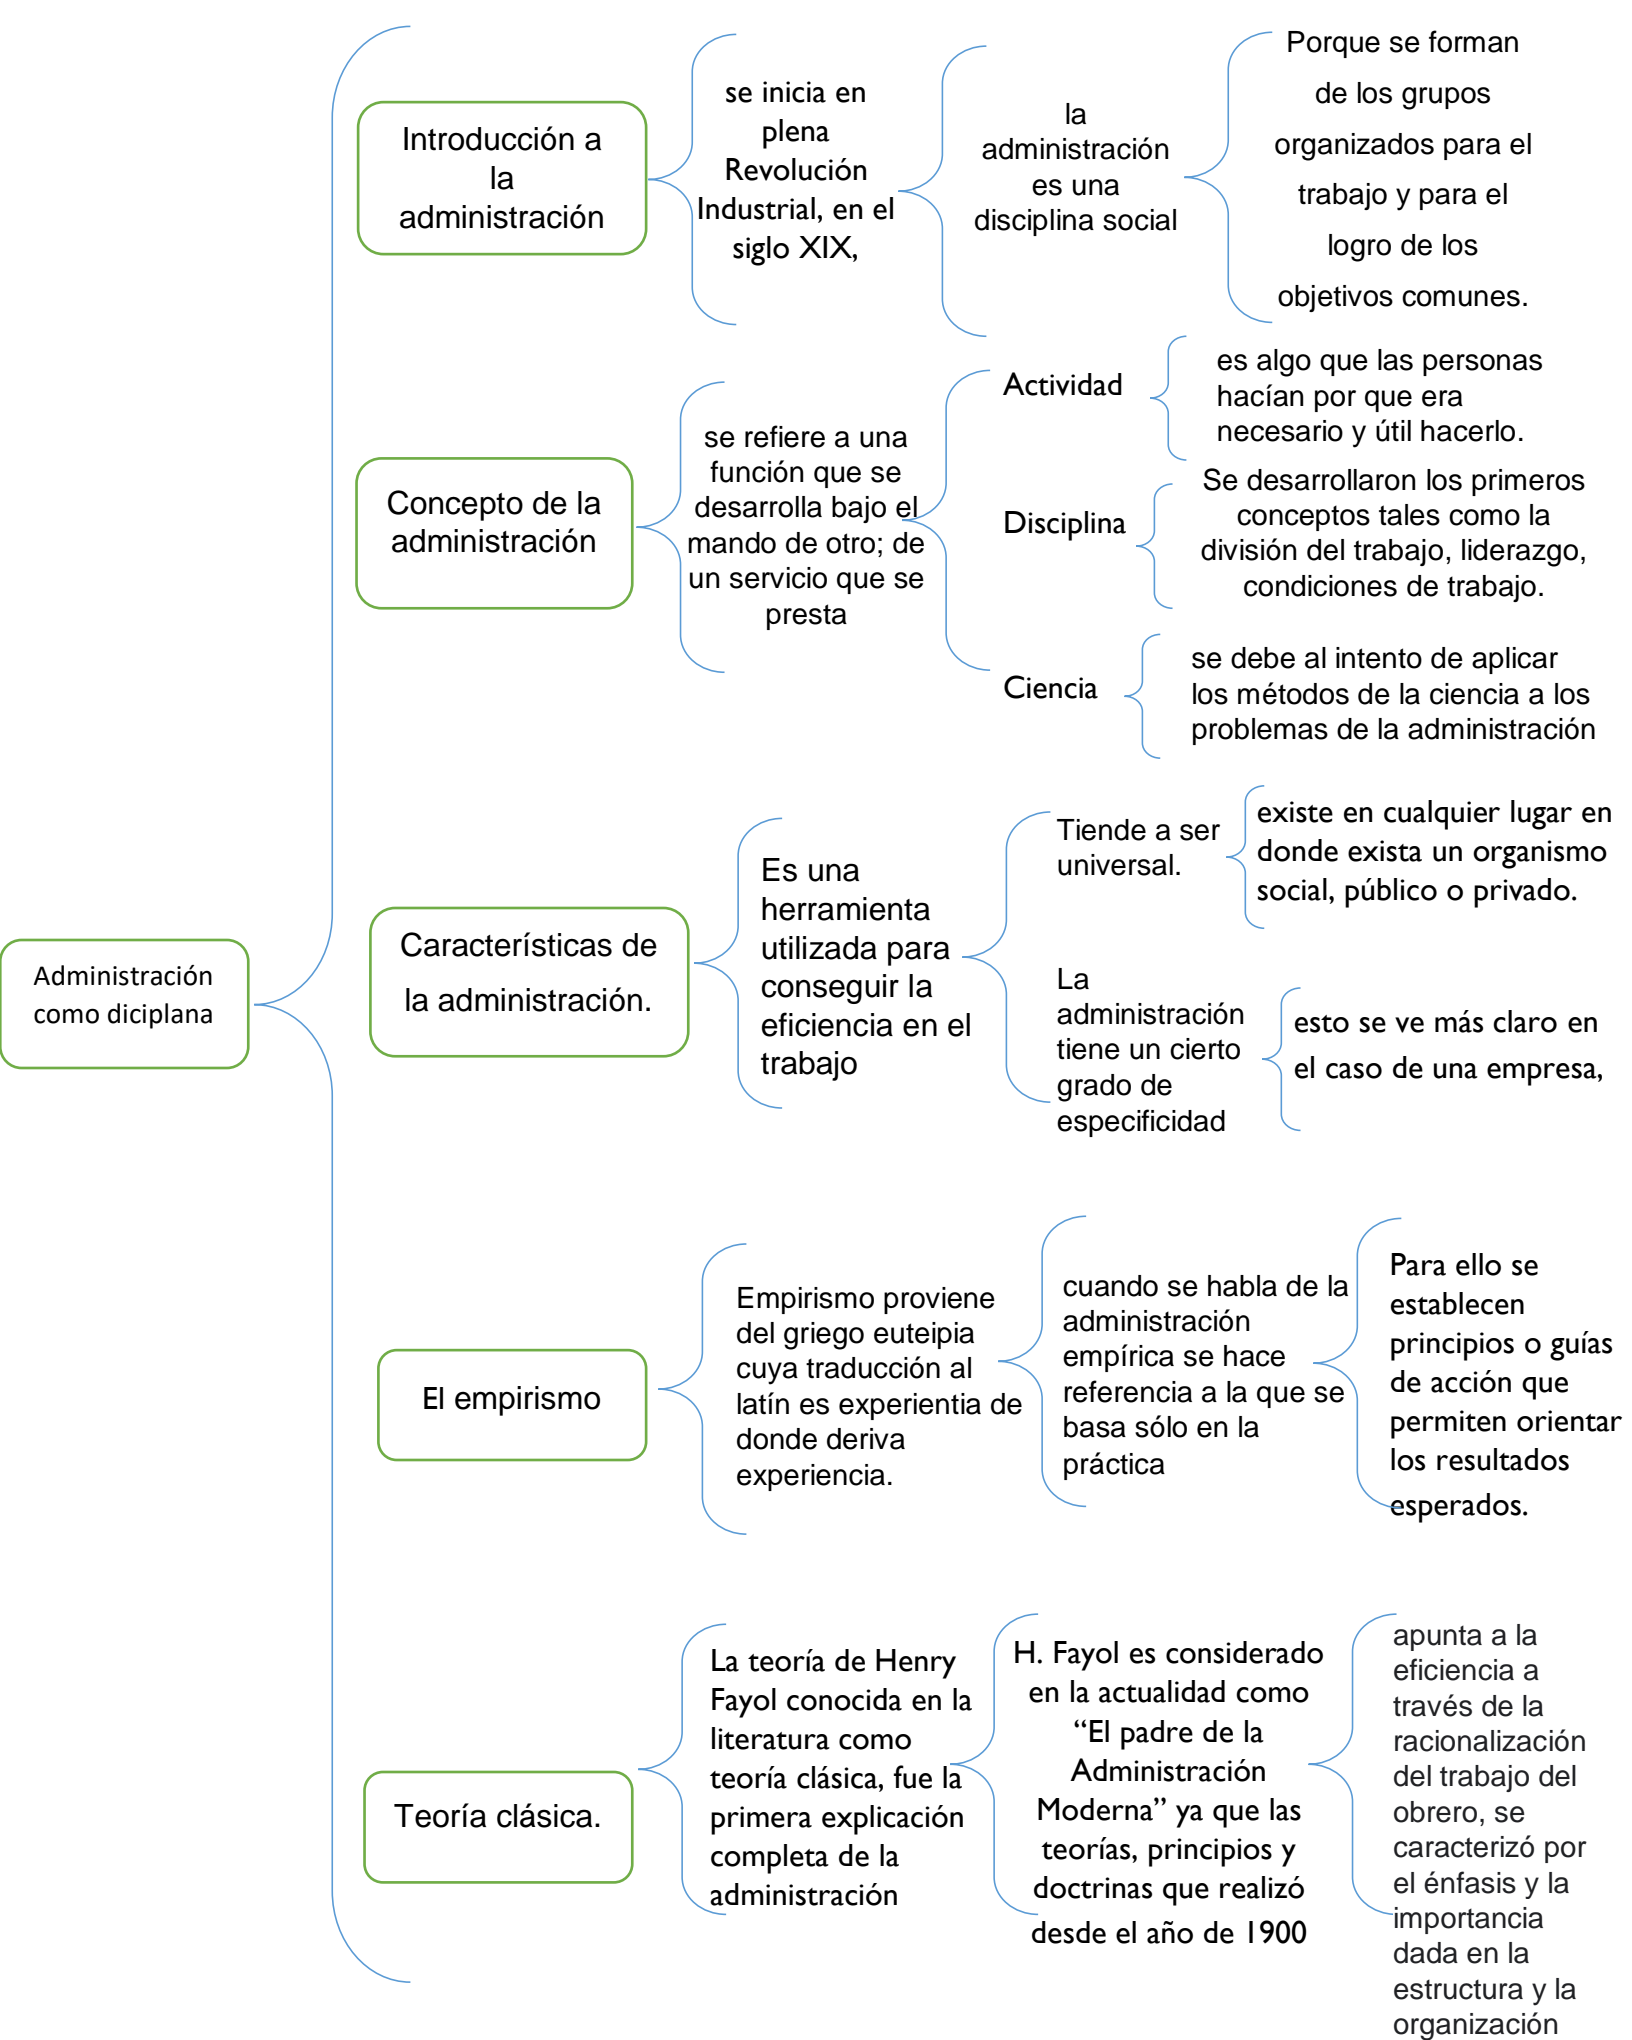 Administración
como diciplana
Introducción a
la
administración
se inicia en
plena
Revolución
Industrial, en el
siglo XIX,
la
administración
es una
disciplina social
Porque se forman
de los grupos
organizados para el
trabajo y para el
logro de los
objetivos comunes.
Concepto de la
administración
se refiere a una
función que se
desarrolla bajo el
mando de otro; de
un servicio que se
presta
Actividad
es algo que las personas
hacían por que era
necesario y útil hacerlo.
Disciplina
Se desarrollaron los primeros
conceptos tales como la
división del trabajo, liderazgo,
condiciones de trabajo.
Ciencia
se debe al intento de aplicar
los métodos de la ciencia a los
problemas de la administración
Características de
la administración.
Es una
herramienta
utilizada para
conseguir la
eficiencia en el
trabajo
Tiende a ser
universal.
existe en cualquier lugar en
donde exista un organismo
social, público o privado.
La
administración
tiene un cierto
grado de
especificidad
esto se ve más claro en
el caso de una empresa,
El empirismo
Empirismo proviene
del griego euteipia
cuya traducción al
latín es experientia de
donde deriva
experiencia.
cuando se habla de la
administración
empírica se hace
referencia a la que se
basa sólo en la
práctica
Para ello se
establecen
principios o guías
de acción que
permiten orientar
los resultados
esperados.
Teoría clásica.
La teoría de Henry
Fayol conocida en la
literatura como
teoría clásica, fue la
primera explicación
completa de la
administración
H. Fayol es considerado
en la actualidad como
“El padre de la
Administración
Moderna” ya que las
teorías, principios y
doctrinas que realizó
desde el año de 1900
apunta a la
eficiencia a
través de la
racionalización
del trabajo del
obrero, se
caracterizó por
el énfasis y la
importancia
dada en la
estructura y la
organización